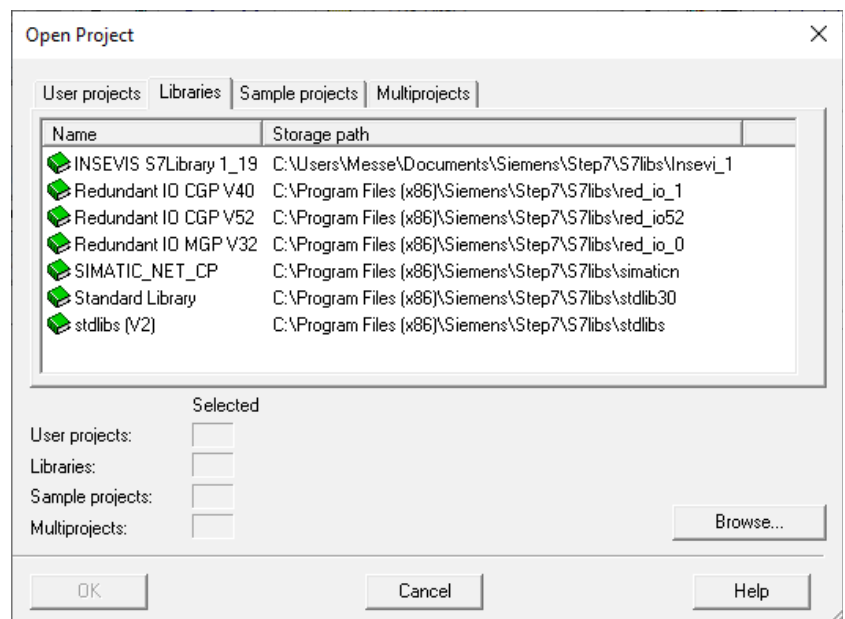 Open Project
User projects Libraries Sample projects Multiprojects
Name Storage path
INSEVIS S7Library 1_19 C:\Users\Messe\Documents\Siemens\Step7\S7libs\Insevi_1
Redundant IO CGP V40 C:\Program Files (x86)\Siemens\Step7\S7libs\red_io_1
Redundant IO CGP V52 C:\Program Files (x86)\Siemens\Step7\S7libs\red_io52
Redundant IO MGP V32 C:\Program Files (x86)\Siemens\Step7\S7libs\red_io_0
SIMATIC_NET_CP C:\Program Files (x86)\Siemens\Step7\S7libs\simaticn
Standard Library C:\Program Files (x86)\Siemens\Step7\S7libs\stdlib30
stdlibs (V2) C:\Program Files (x86)\Siemens\Step7\S7libs\stdlibs
Selected
User projects:
Libraries:
Sample projects:
Multiprojects:
Browse...
OK Cancel Help